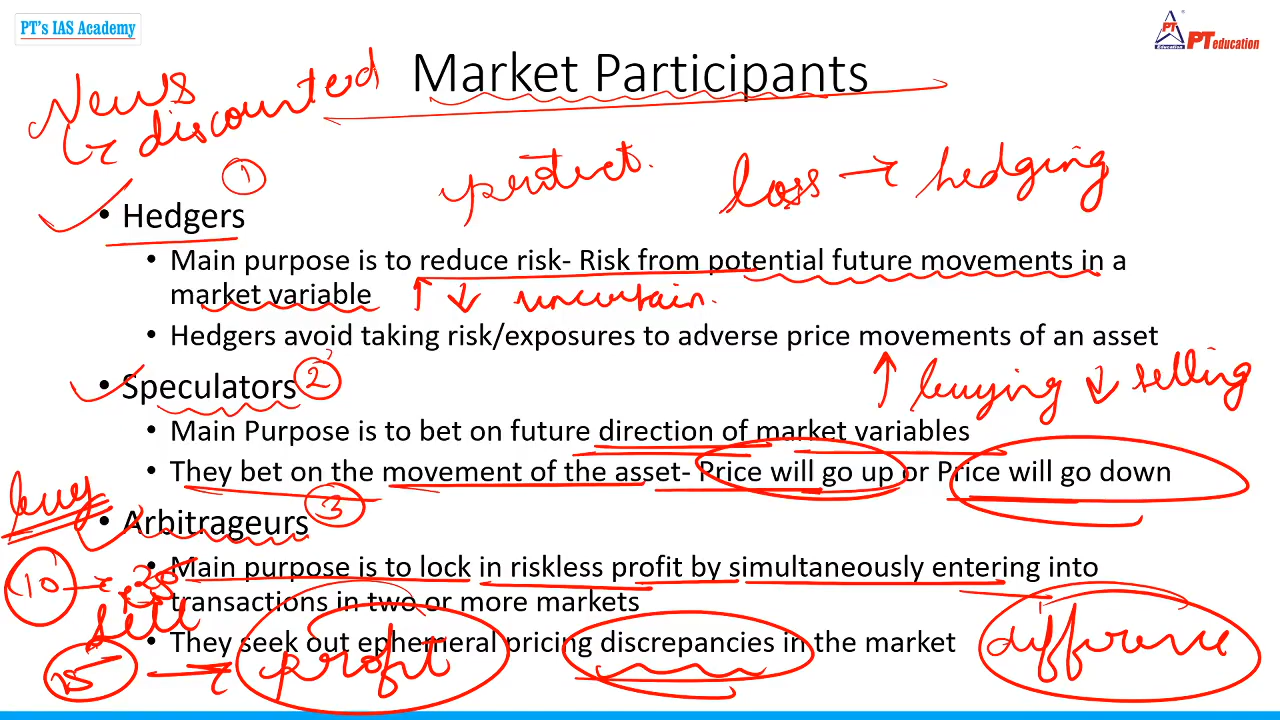 PT's IAS Academy
PT
Education
PT education
Market Participants
News
↳ discounted
1
protect.
loss → hedging
• Hedgers
• Main purpose is to reduce risk- Risk from potential future movements in a
market variable ↑ ↓ uncertain.
• Hedgers avoid taking risk/exposures to adverse price movements of an asset
• Speculators 2
↑ buying ↓ selling
• Main Purpose is to bet on future direction of market variables
• They bet on the movement of the asset- Price will go up or Price will go down
buy
• Arbitrageurs 3
10 → 20
• Main purpose is to lock in riskless profit by simultaneously entering into
transactions in two or more markets
sell
• They seek out ephemeral pricing discrepancies in the market
→ profit
difference